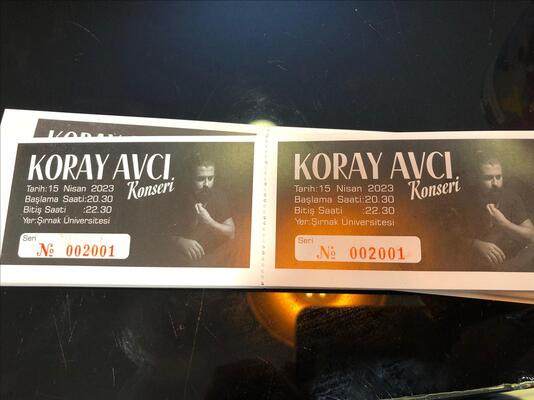 KORAY AVCI
KORAY AVCI
Konseri
Tarih:15 Nisan 2023
Başlama Saati:20.30
Bitiş Saati :22.30
Yer:Şırnak Üniversitesi
Seri
№ 002001
KORAY AVCI
Konseri
Tarih:15 Nisan 2023
Başlama Saati:20.30
Bitiş Saati :22.30
Yer:Şırnak Üniversitesi
Seri
№ 002001